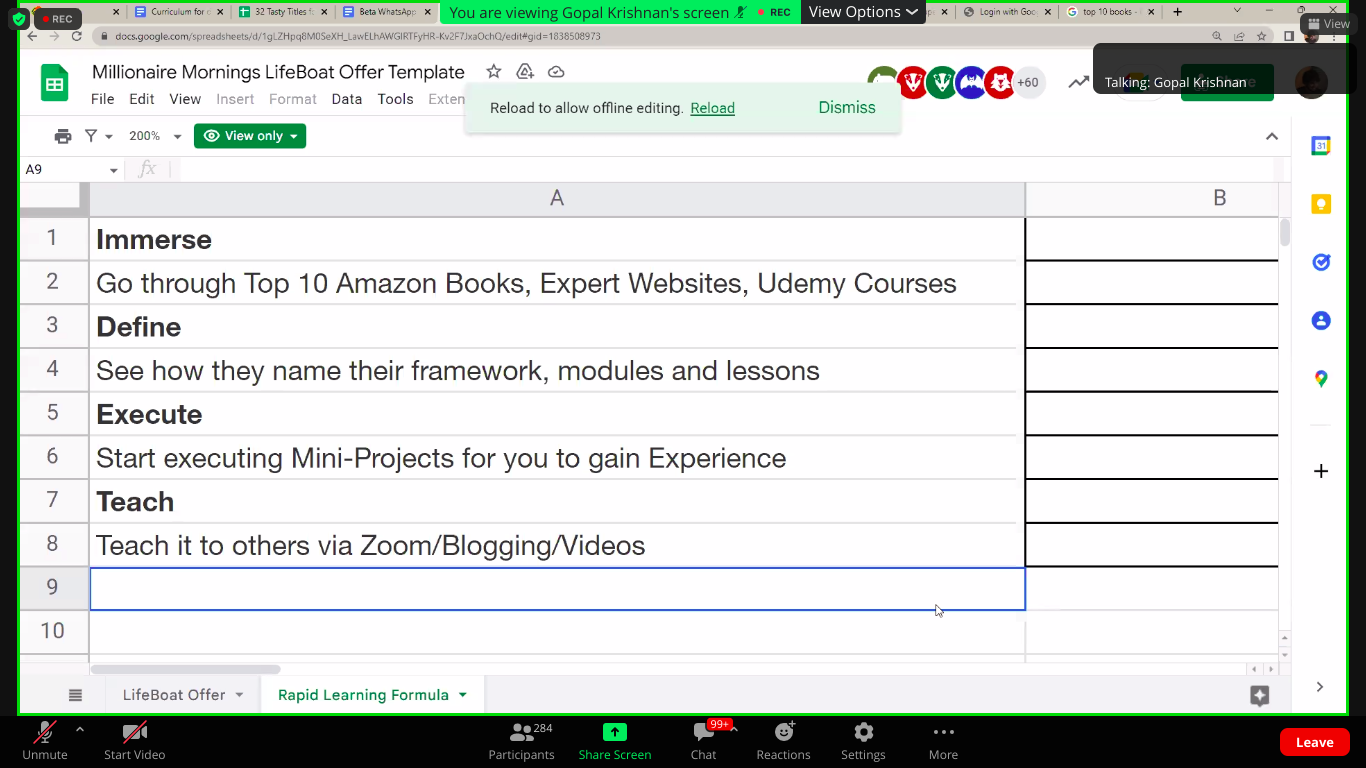 REC
Curriculum for c
32 Tasty Titles f
Beta WhatsApp
You are viewing Gopal Krishnan's screen
REC
View Options
Login with Goo
top 10 books -
View
docs.google.com/spreadsheets/d/1gLZHpq8M0SeXH_LawELhAWGlRTFyHR-Kv2F7JxaOchQ/edit#gid=1838508973
Millionaire Mornings LifeBoat Offer Template
+60
Talking: Gopal Krishnan
File Edit View Insert Format Data Tools Exten
Reload to allow offline editing. Reload Dismiss
200%
View only
A9
fx
31
A B
1 Immerse
2 Go through Top 10 Amazon Books, Expert Websites, Udemy Courses
3 Define
4 See how they name their framework, modules and lessons
5 Execute
6 Start executing Mini-Projects for you to gain Experience
7 Teach
8 Teach it to others via Zoom/Blogging/Videos
9
10
LifeBoat Offer Rapid Learning Formula
284
99+
Unmute Start Video Participants Share Screen Chat Reactions Settings More Leave